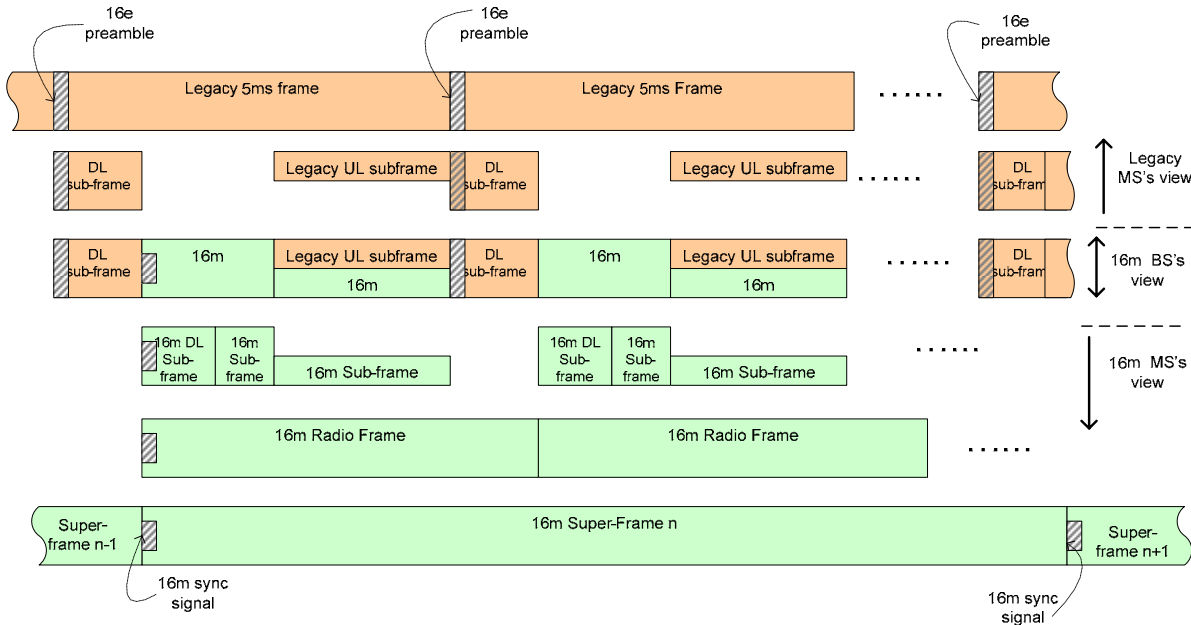 16e
preamble
16e
preamble
16e
preamble
Legacy 5ms frame
Legacy 5ms Frame
DL
sub-frame
Legacy UL subframe
DL
sub-frame
Legacy UL subframe
DL
sub-frame
Legacy
MS's view
DL
sub-frame
16m
Legacy UL subframe
16m
DL
sub-frame
16m
Legacy UL subframe
16m
DL
sub-frame
16m BS's
view
16m DL
Sub-
frame
16m
Sub-
frame
16m Sub-frame
16m DL
Sub-
frame
16m
Sub-
frame
16m Sub-frame
16m MS's
view
16m Radio Frame
16m Radio Frame
Super-
frame n-1
16m Super-Frame n
Super-
frame n+1
16m sync
signal
16m sync
signal